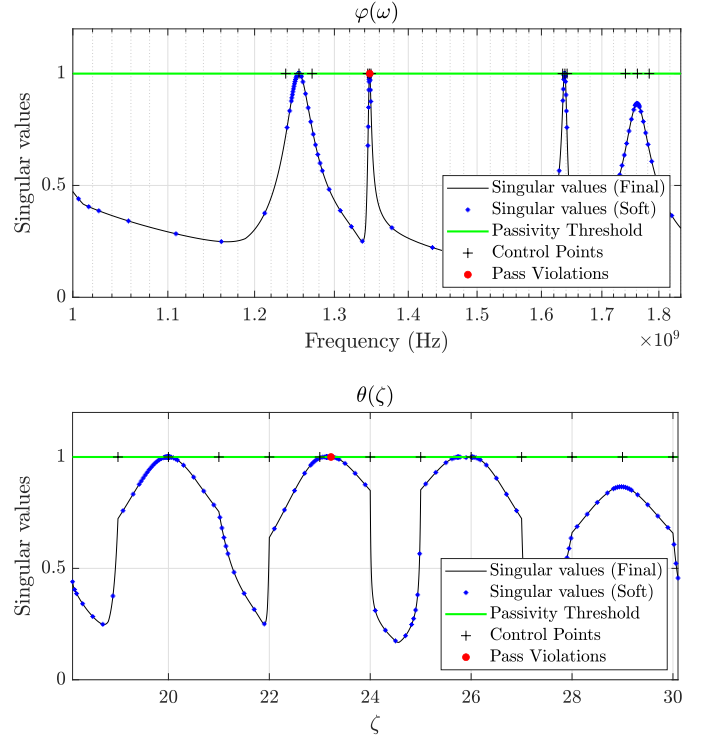 φ(ω)
1
0.5
0
Singular values
Singular values (Final)
Singular values (Soft)
Passivity Threshold
Control Points
Pass Violations
1 1.1 1.2 1.3 1.4 1.5 1.6 1.7 1.8
Frequency (Hz)
×10⁹
θ(ζ)
1
0.5
0
Singular values
Singular values (Final)
Singular values (Soft)
Passivity Threshold
Control Points
Pass Violations
20 22 24 26 28 30
ζ